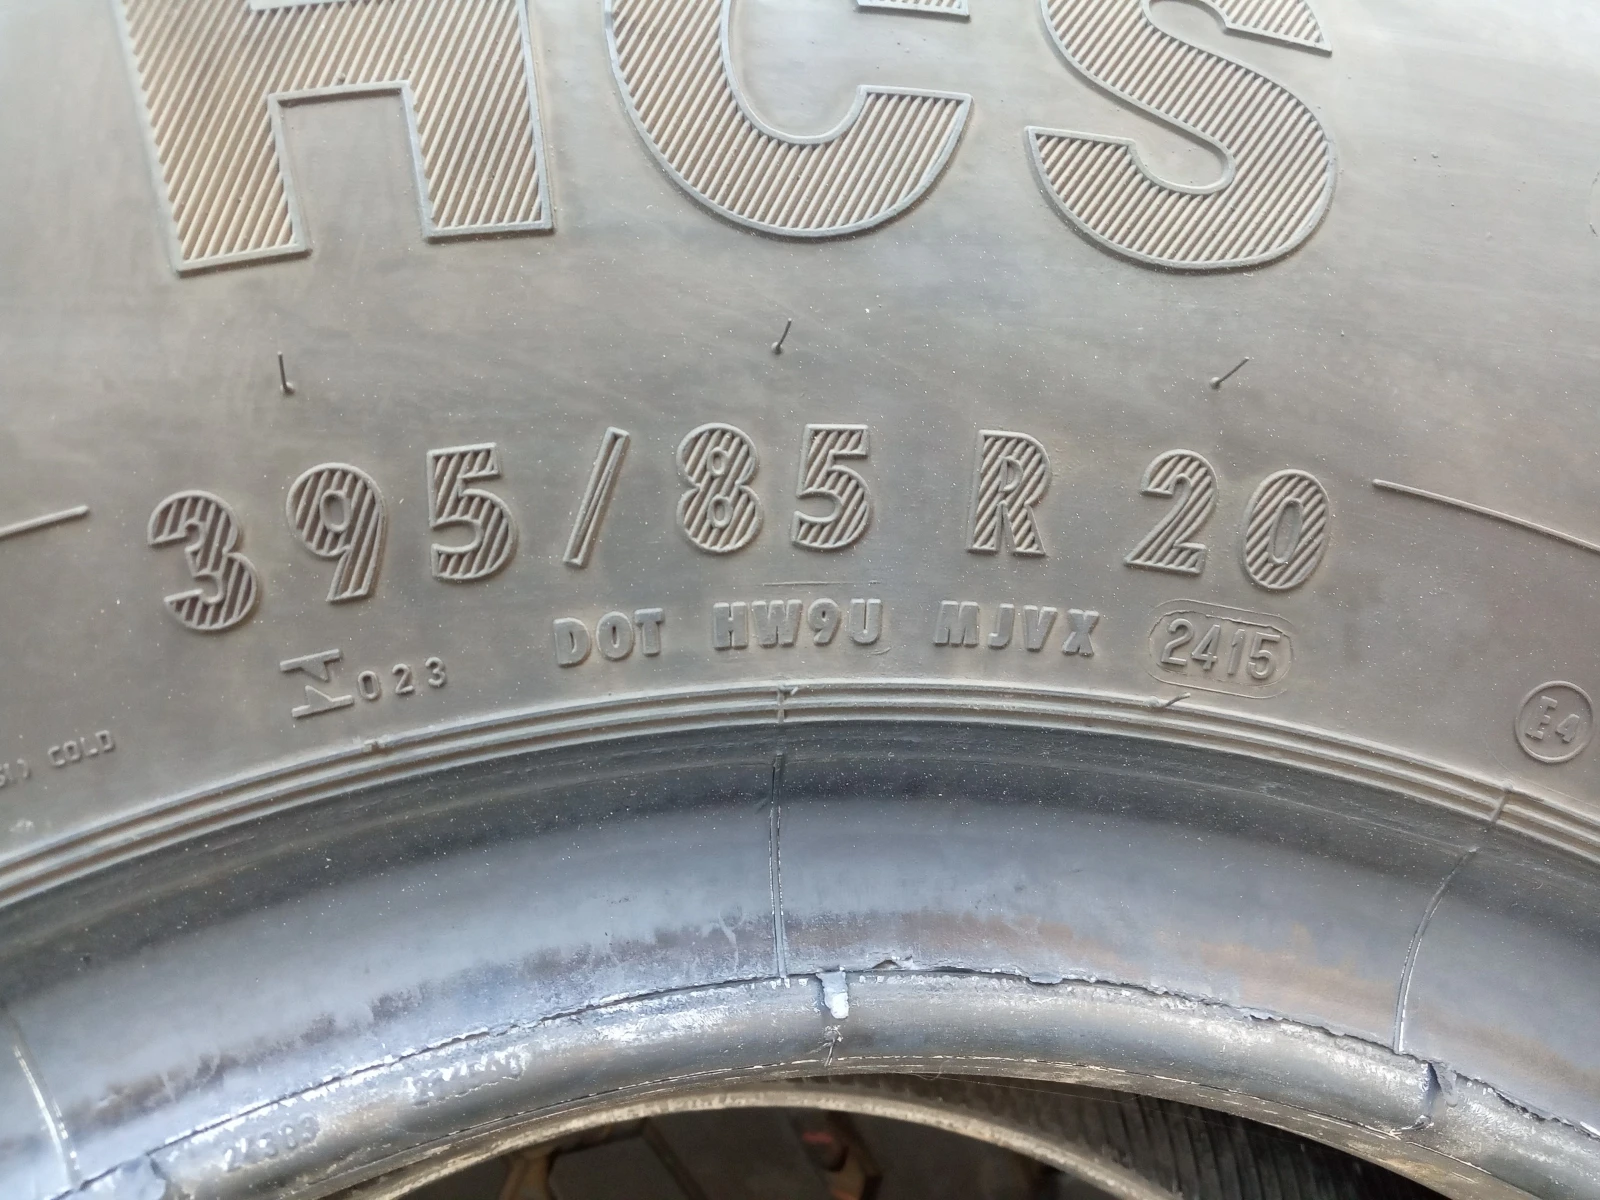 HCS
395/85 R 20
DOT HW9U MJVX 2415
023
COLD
E4